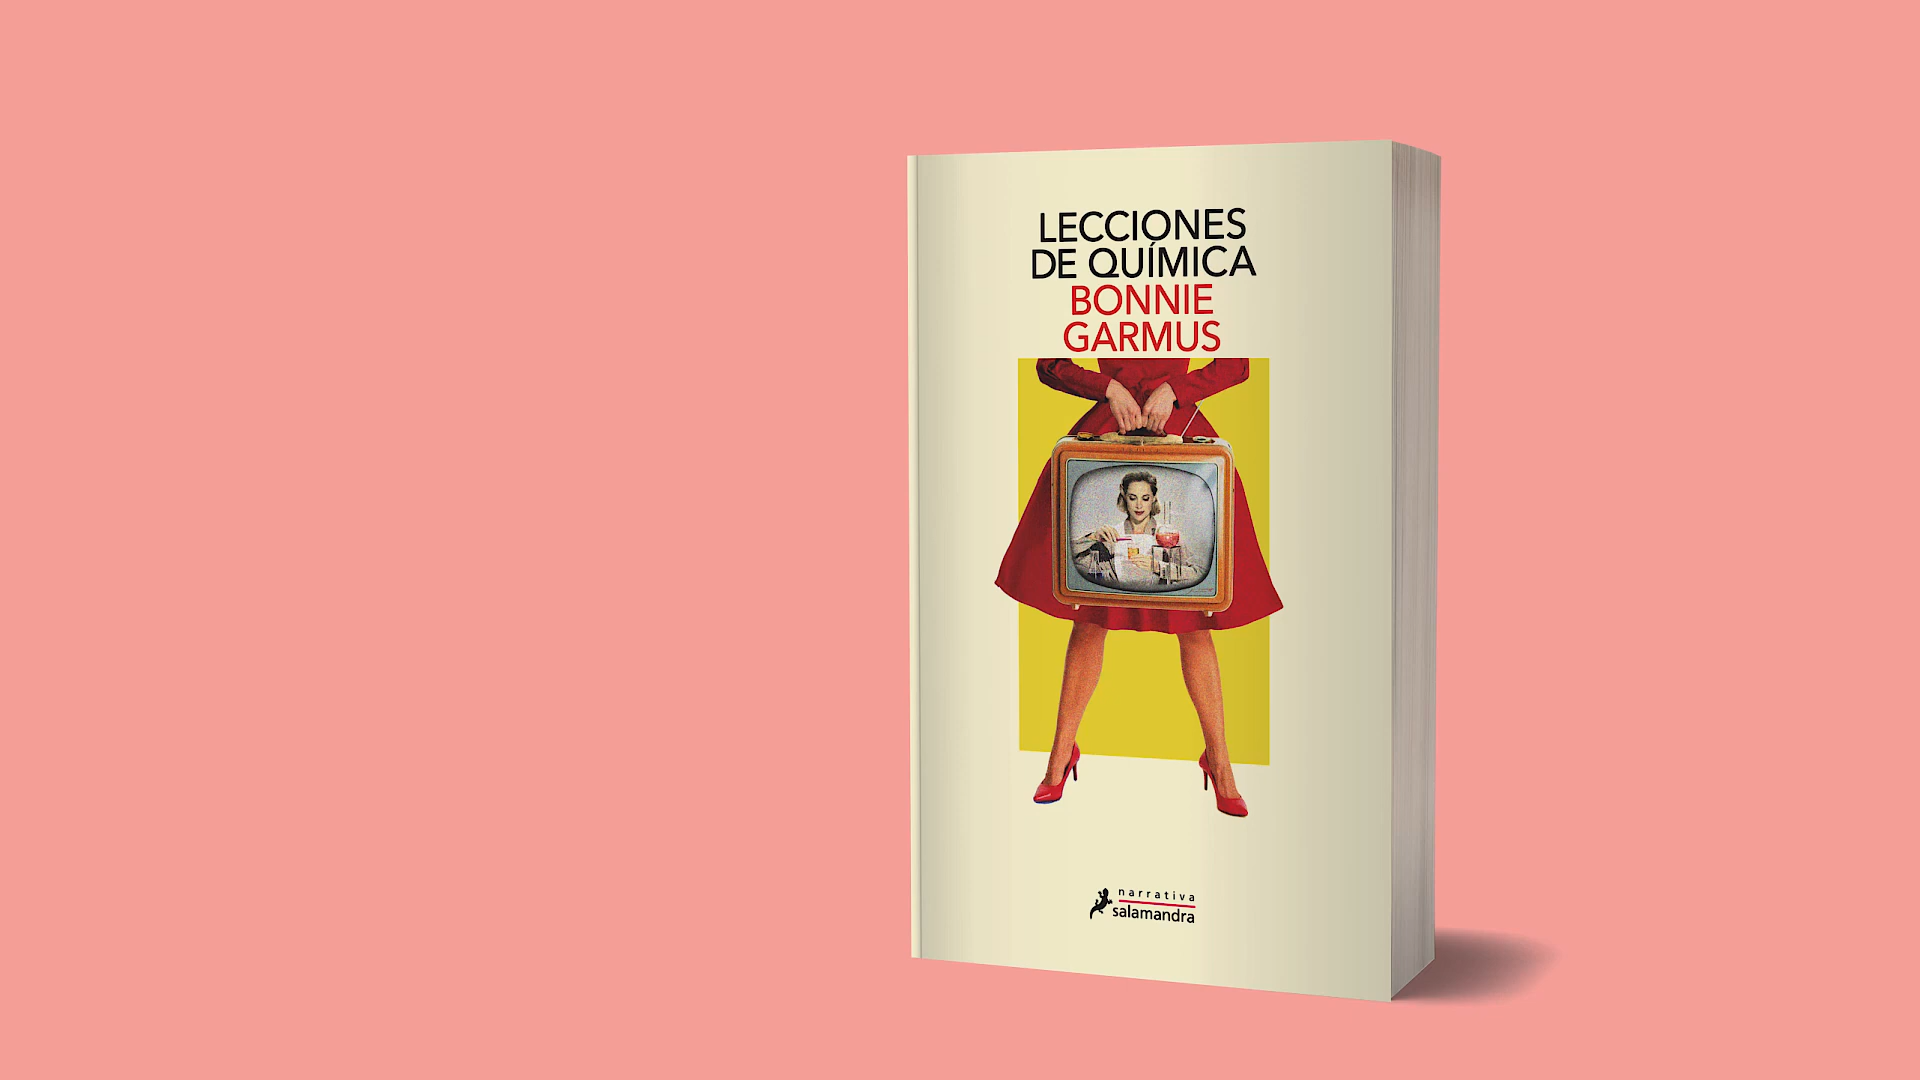 LECCIONES
DE QUÍMICA
BONNIE
GARMUS
narrativa
salamandra